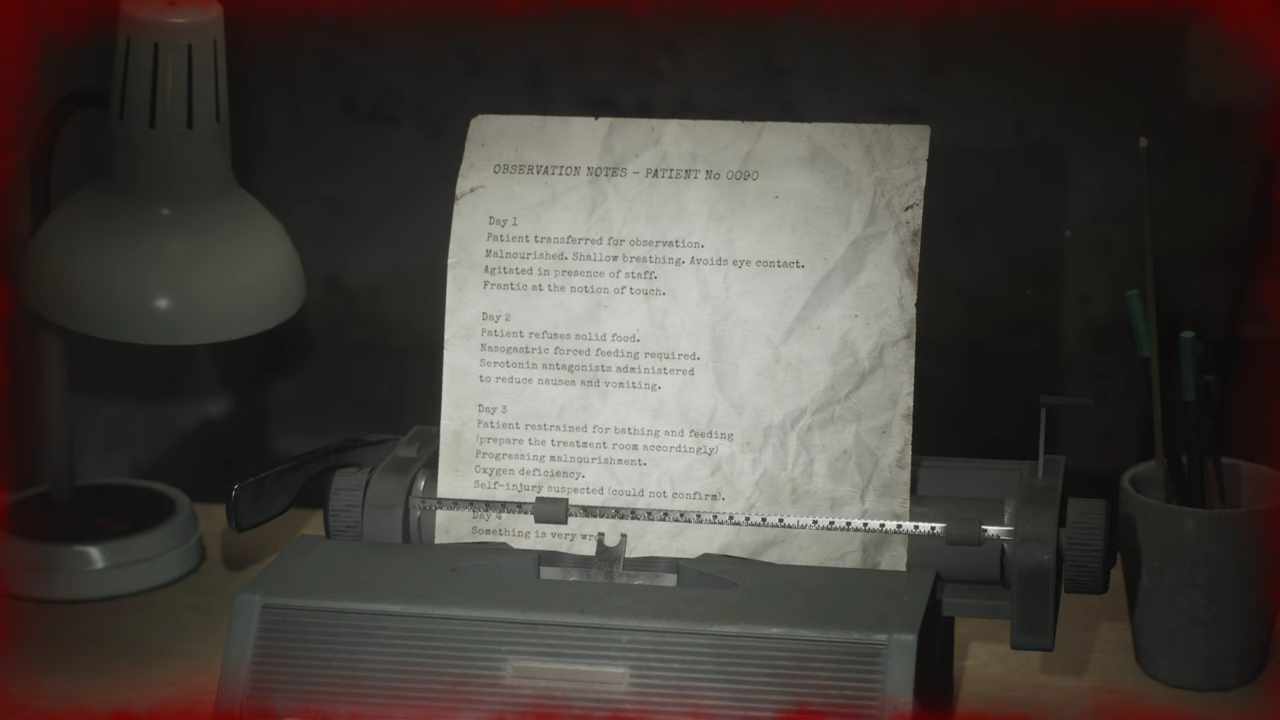 OBSERVATION NOTES - PATIENT No 0090
Day 1
Patient transferred for observation.
Malnourished. Shallow breathing. Avoids eye contact.
Agitated in presence of staff.
Frantic at the notion of touch.
Day 2
Patient refuses solid food.
Nasogastric forced feeding required.
Serotonin antagonists administered
to reduce nausea and vomiting.
Day 3
Patient restrained for bathing and feeding
(prepare the treatment room accordingly)
Progressing malnourishment.
Oxygen deficiency.
Self-injury suspected (could not confirm).
Day 4
Something is very